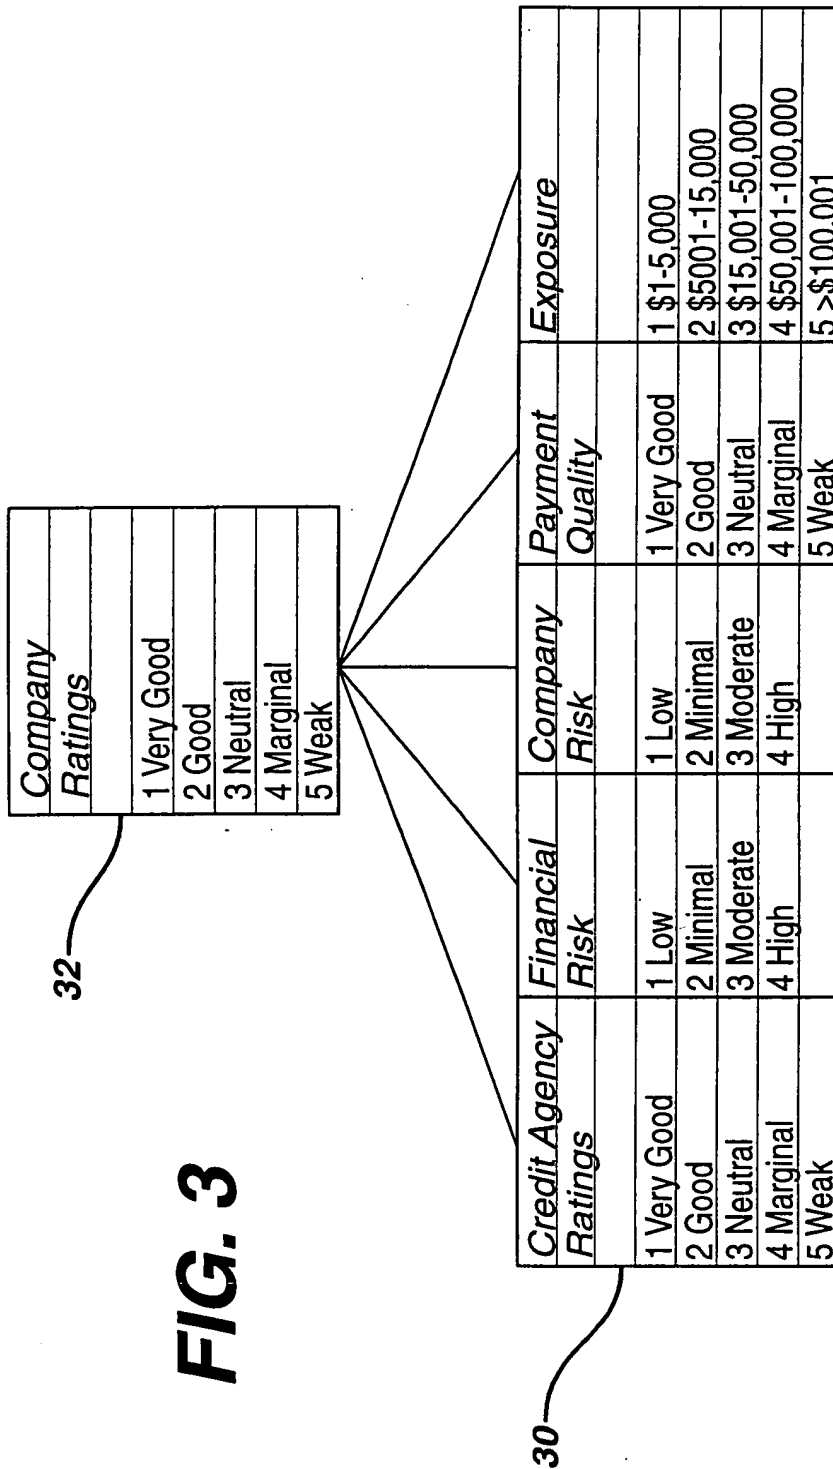 FIG. 3
32
Company
Ratings
1 Very Good
2 Good
3 Neutral
4 Marginal
5 Weak
30
Credit Agency Financial Company Payment Exposure
Ratings Risk Risk Quality
1 Very Good 1 Low 1 Low 1 Very Good 1 $1-5,000
2 Good 2 Minimal 2 Minimal 2 Good 2 $5001-15,000
3 Neutral 3 Moderate 3 Moderate 3 Neutral 3 $15,001-50,000
4 Marginal 4 High 4 High 4 Marginal 4 $50,001-100,000
5 Weak 5 Weak 5 >$100,001